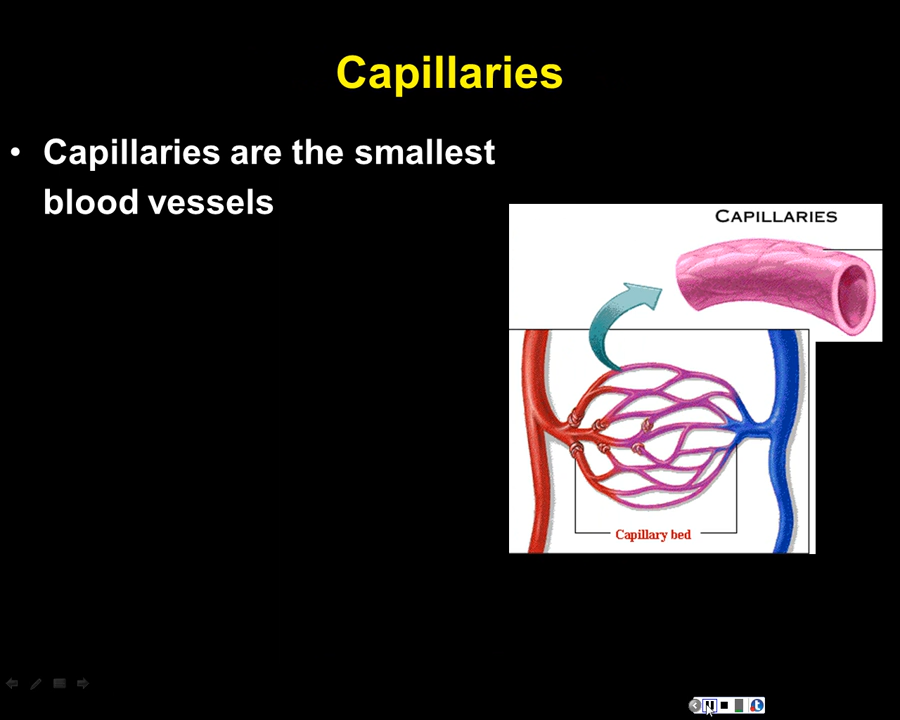 Capillaries
• Capillaries are the smallest
blood vessels
CAPILLARIES
Capillary bed